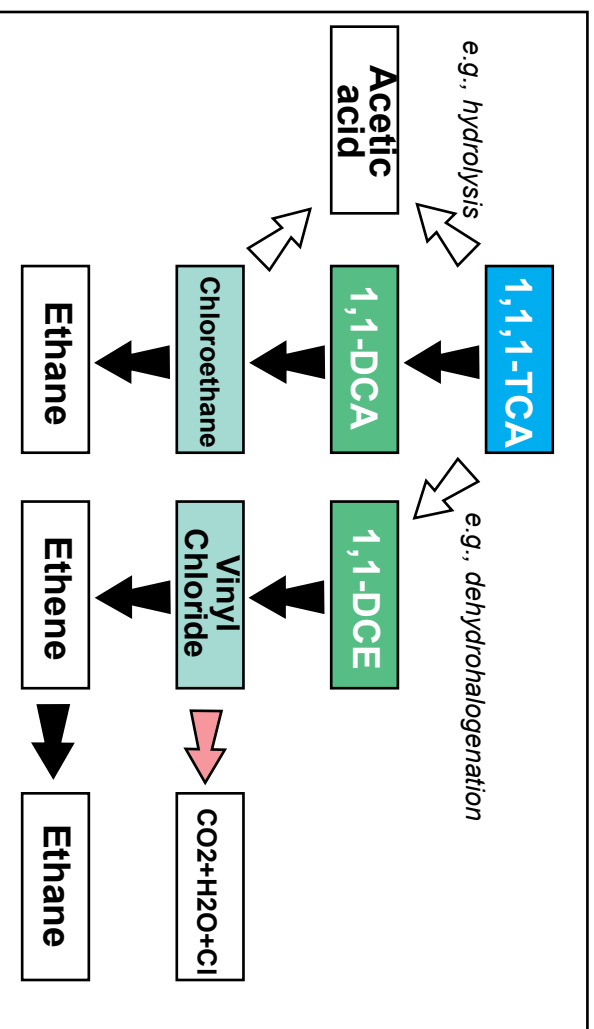 1,1,1-TCA
e.g., hydrolysis
e.g., dehydrohalogenation
Acetic
acid
1,1-DCA
1,1-DCE
Chloroethane
Vinyl
Chloride
CO2+H2O+Cl
Ethane
Ethene
Ethane